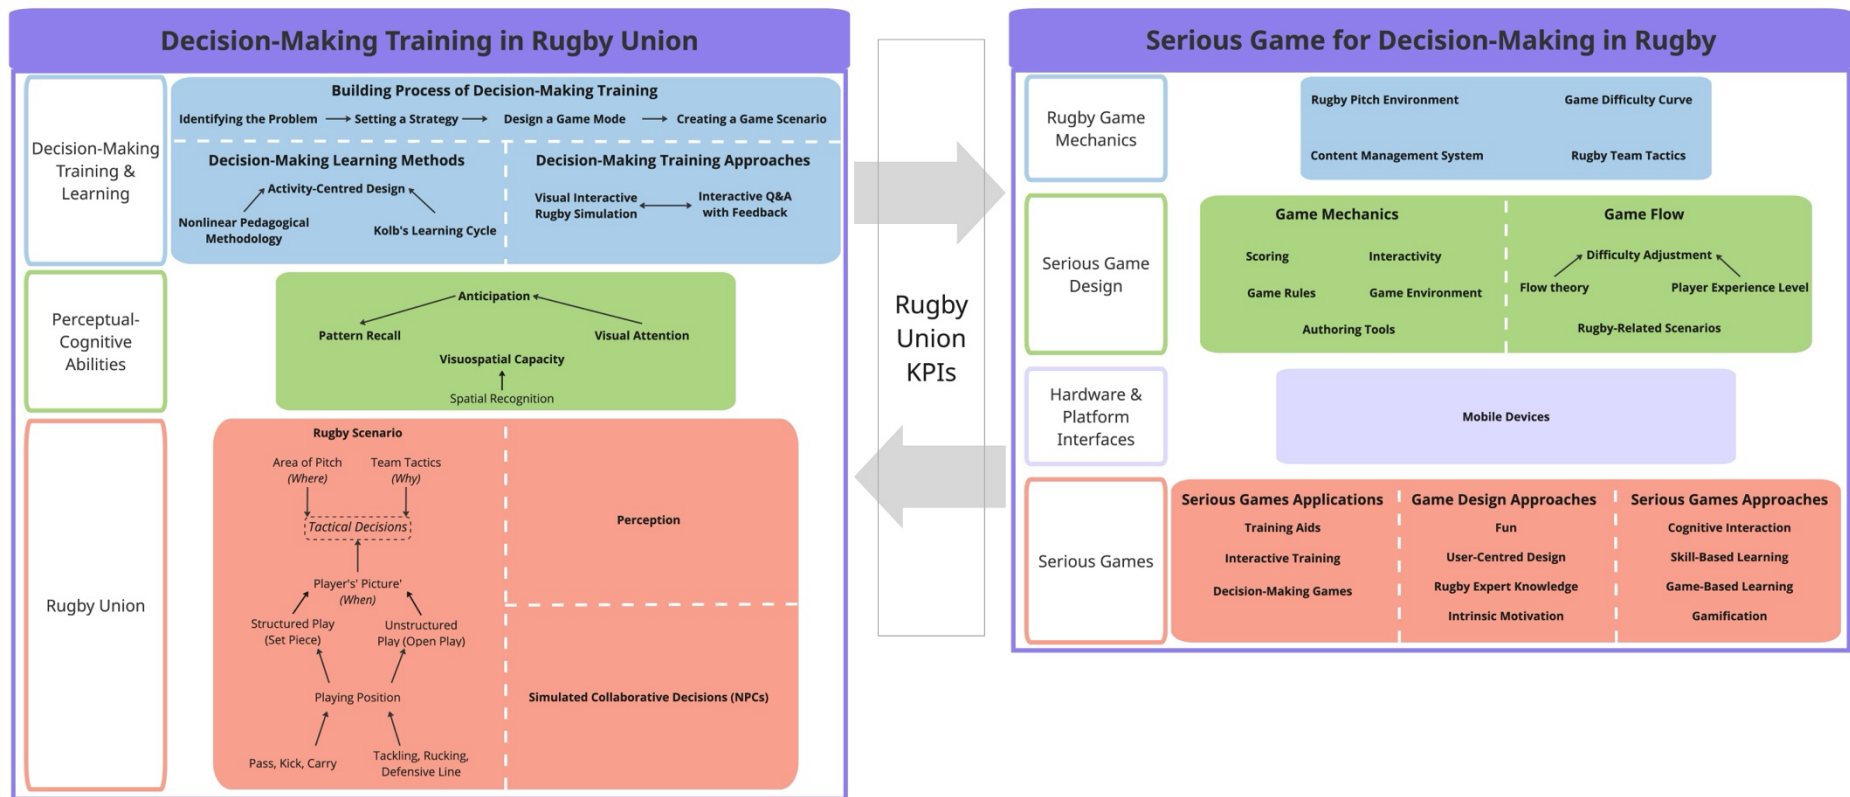 Decision-Making Training in Rugby Union
Decision-Making
Training &
Learning
Building Process of Decision-Making Training
Identifying the Problem
Setting a Strategy
Design a Game Mode
Creating a Game Scenario
Decision-Making Learning Methods
Activity-Centred Design
Nonlinear Pedagogical
Methodology
Kolb's Learning Cycle
Decision-Making Training Approaches
Visual Interactive
Rugby Simulation
Interactive Q&A
with Feedback
Perceptual-
Cognitive
Abilities
Anticipation
Pattern Recall
Visual Attention
Visuospatial Capacity
Spatial Recognition
Rugby Union
Rugby Scenario
Area of Pitch
(Where)
Team Tactics
(Why)
Tactical Decisions
Player's' Picture'
(When)
Structured Play
(Set Piece)
Unstructured
Play (Open Play)
Playing Position
Pass, Kick, Carry
Tackling, Rucking,
Defensive Line
Perception
Simulated Collaborative Decisions (NPCs)
Rugby
Union
KPIs
Serious Game for Decision-Making in Rugby
Rugby Game
Mechanics
Rugby Pitch Environment
Game Difficulty Curve
Content Management System
Rugby Team Tactics
Serious Game
Design
Game Mechanics
Scoring
Interactivity
Game Rules
Game Environment
Authoring Tools
Game Flow
Difficulty Adjustment
Flow theory
Player Experience Level
Rugby-Related Scenarios
Hardware &
Platform
Interfaces
Mobile Devices
Serious Games
Serious Games Applications
Training Aids
Interactive Training
Decision-Making Games
Game Design Approaches
Fun
User-Centred Design
Rugby Expert Knowledge
Intrinsic Motivation
Serious Games Approaches
Cognitive Interaction
Skill-Based Learning
Game-Based Learning
Gamification